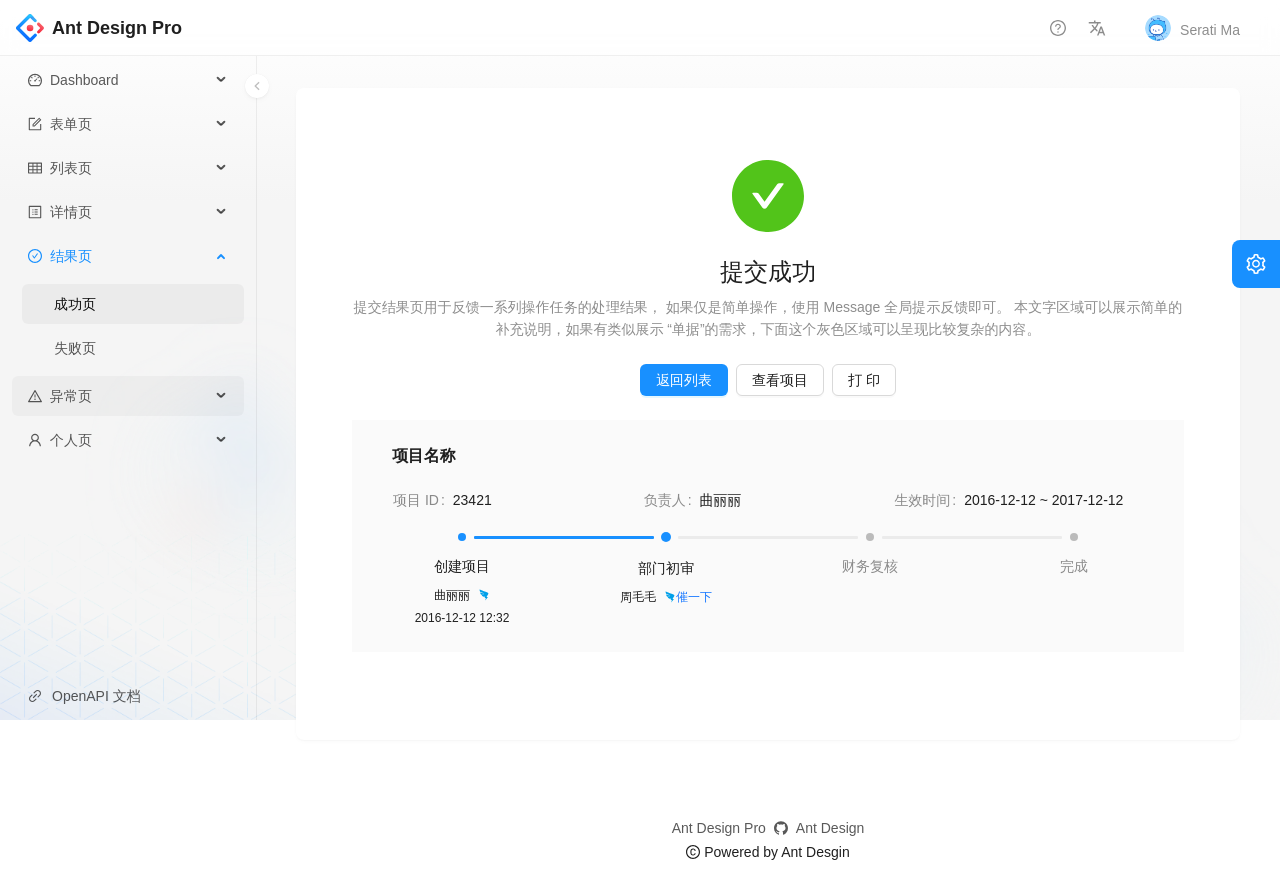 Ant Design Pro
Serati Ma
Dashboard
表单页
列表页
详情页
结果页
成功页
失败页
异常页
个人页
OpenAPI 文档
提交成功
提交结果页用于反馈一系列操作任务的处理结果， 如果仅是简单操作，使用 Message 全局提示反馈即可。 本文字区域可以展示简单的
补充说明，如果有类似展示 “单据”的需求，下面这个灰色区域可以呈现比较复杂的内容。
返回列表 查看项目 打 印
项目名称
项目 ID : 23421 负责人 : 曲丽丽 生效时间 : 2016-12-12 ~ 2017-12-12
创建项目 部门初审 财务复核 完成
曲丽丽 周毛毛 催一下
2016-12-12 12:32
Ant Design Pro Ant Design
© Powered by Ant Desgin